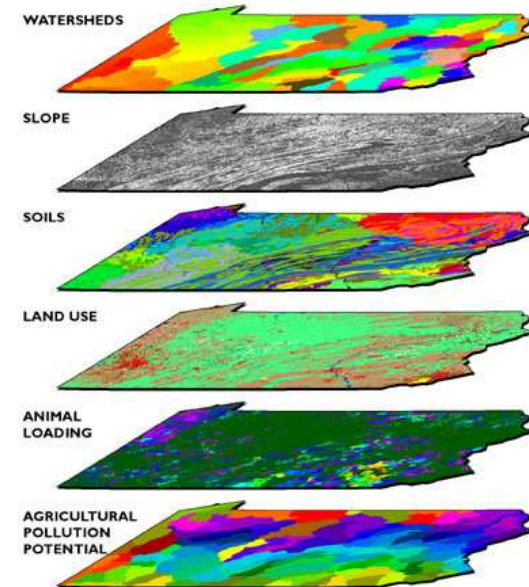 WATERSHEDS
SLOPE
SOILS
LAND USE
ANIMAL
LOADING
AGRICULTURAL
POLLUTION
POTENTIAL